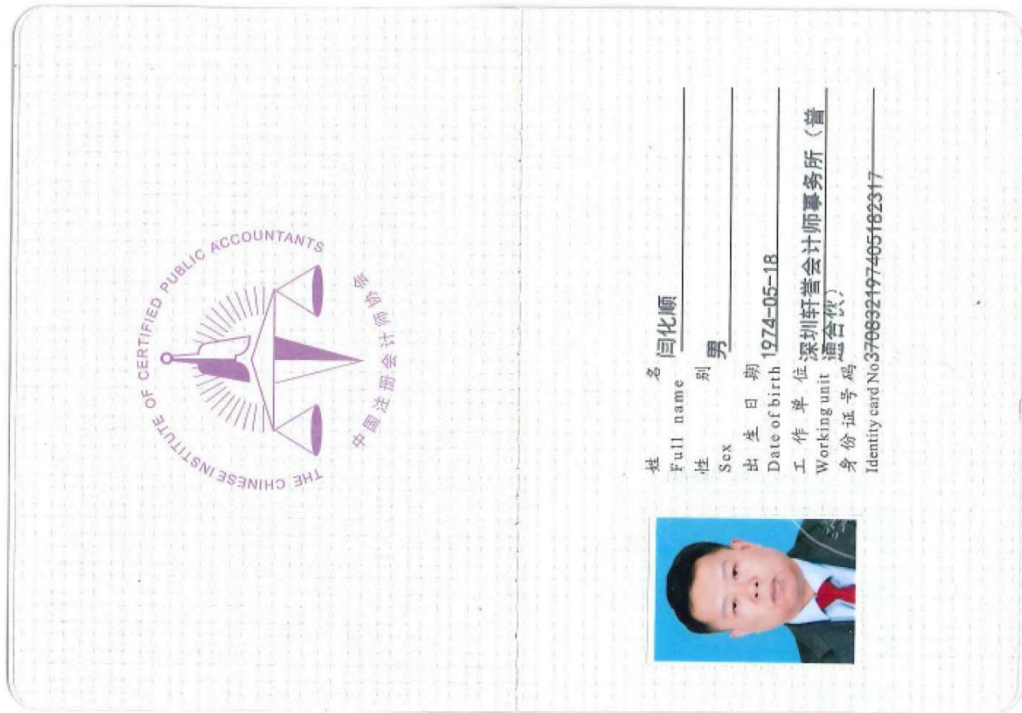 THE CHINESE INSTITUTE OF CERTIFIED PUBLIC ACCOUNTANTS
中国注册会计师协会
姓 名 闫化顺
Full name
性 别 男
Sex
出 生 日 期 1974-05-18
Date of birth
工 作 单 位 深圳轩誉会计师事务所（普
Working unit 通合伙）
身 份 证 号 码
Identity card No 370832197405182317